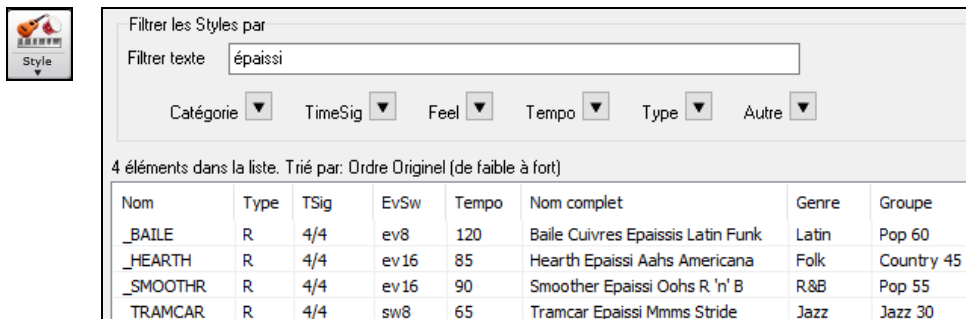 Style
Filtrer les Styles par
Filtrer texte épaissi
Catégorie TimeSig Feel Tempo Type Autre
4 éléments dans la liste. Trié par: Ordre Originel (de faible à fort)
Nom Type TSig EvSw Tempo Nom complet Genre Groupe
_BAILE R 4/4 ev8 120 Baile Cuivres Epaissis Latin Funk Latin Pop 60
_HEARTH R 4/4 ev16 85 Hearth Epaissi Aahs Americana Folk Country 45
_SMOOTHR R 4/4 ev16 90 Smoother Epaissi Oohs R 'n' B R&B Pop 55
_TRAMCAR R 4/4 sw8 65 Tramcar Epaissi Mmms Stride Jazz Jazz 30